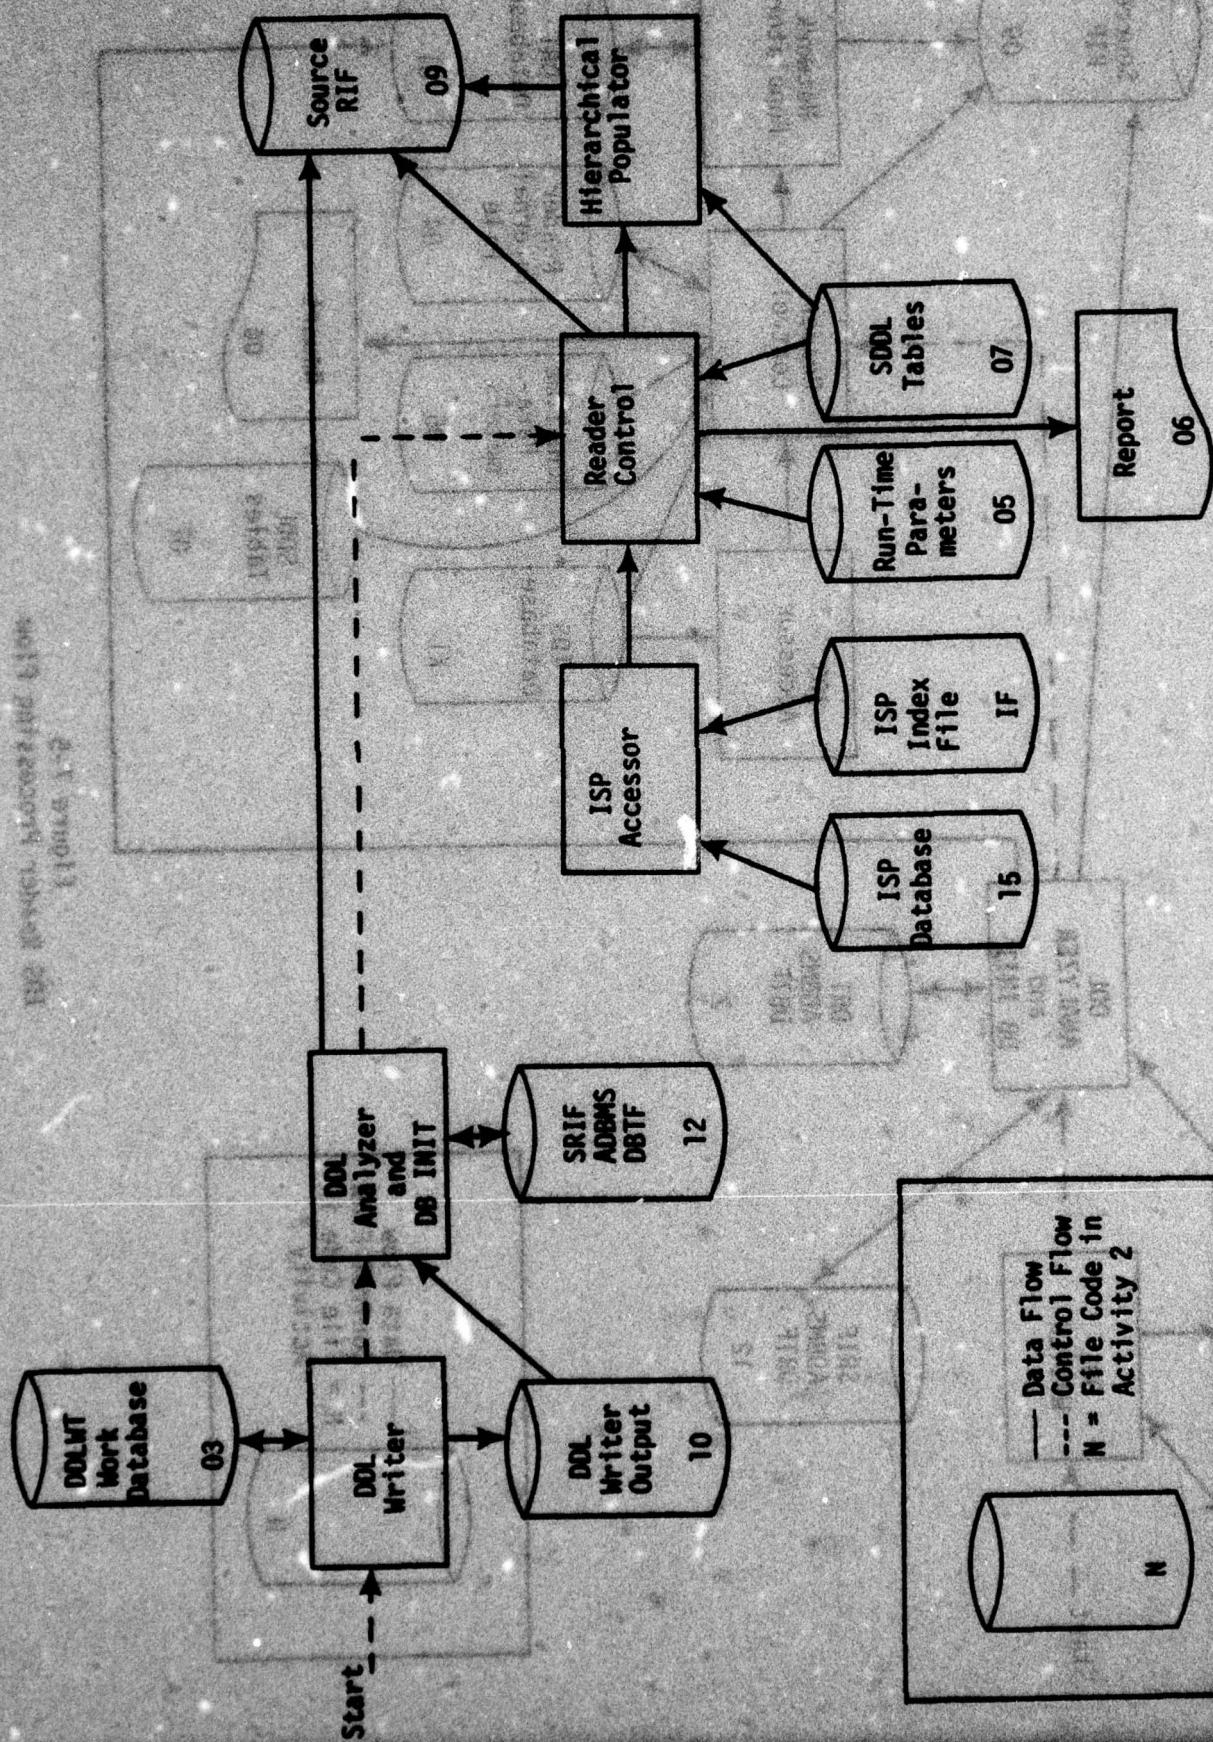 DDLWT
Work
Database
03
Start
DDL
Writer
DDL
Writer
Output
10
DDL
Analyzer
and
DB INIT
SRIF
ADBMS
DBTF
12
Source
RIF
09
ISP
Accessor
Reader
Control
Hierarchical
Populator
ISP
Database
15
ISP
Index
File
IF
Run-Time
Para-
meters
05
SDDL
Tables
07
Report
06
N
—— Data Flow
--- Control Flow
N = File Code in
Activity 2